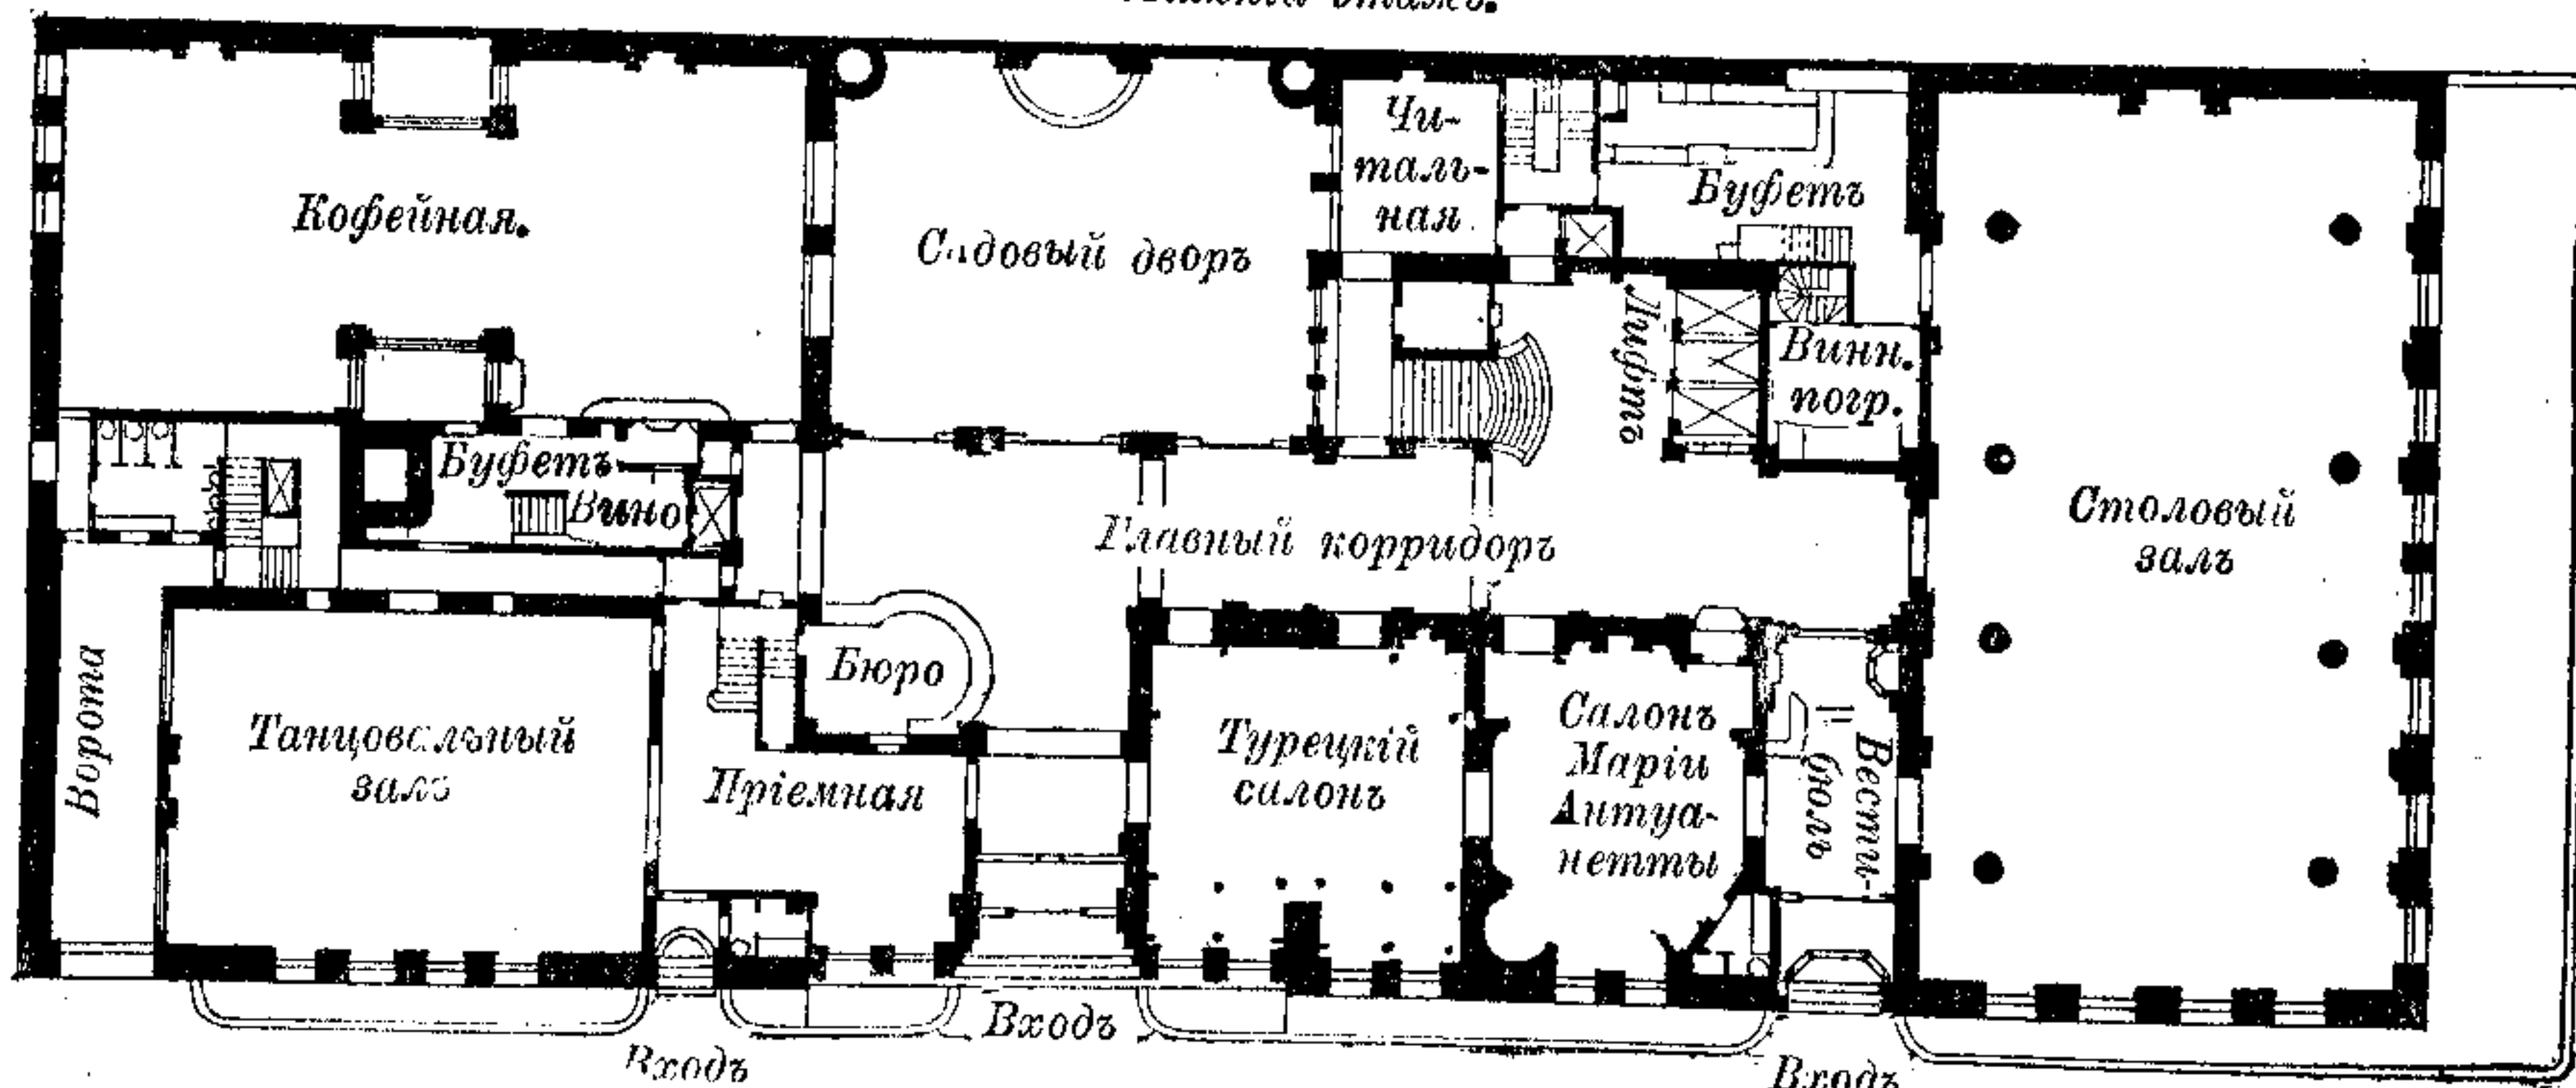 Кофейная.
Садовый дворъ
Чи-
таль-
ная
Буфетъ
Лифтъ
Винн.
погр.
Буфетъ
Вино
Главный корридоръ
Столовый
залъ
Ворота
Танцовальный
залъ
Бюро
Пріемная
Турецкій
салонъ
Салонъ
Маріи
Антуа-
нетты
Вести-
бюль
Входъ
Входъ
Входъ